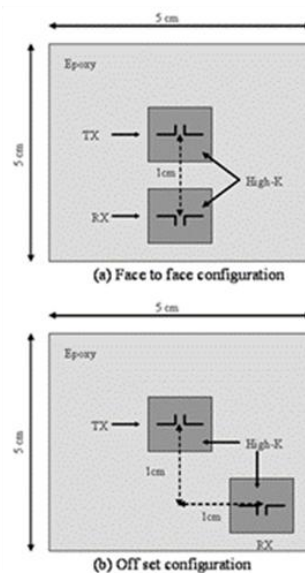 5 cm
5 cm
Epoxy
TX
1cm
High-K
RX
(a) Face to face configuration
5 cm
5 cm
Epoxy
TX
High-K
1cm
1cm
RX
(b) Off set configuration